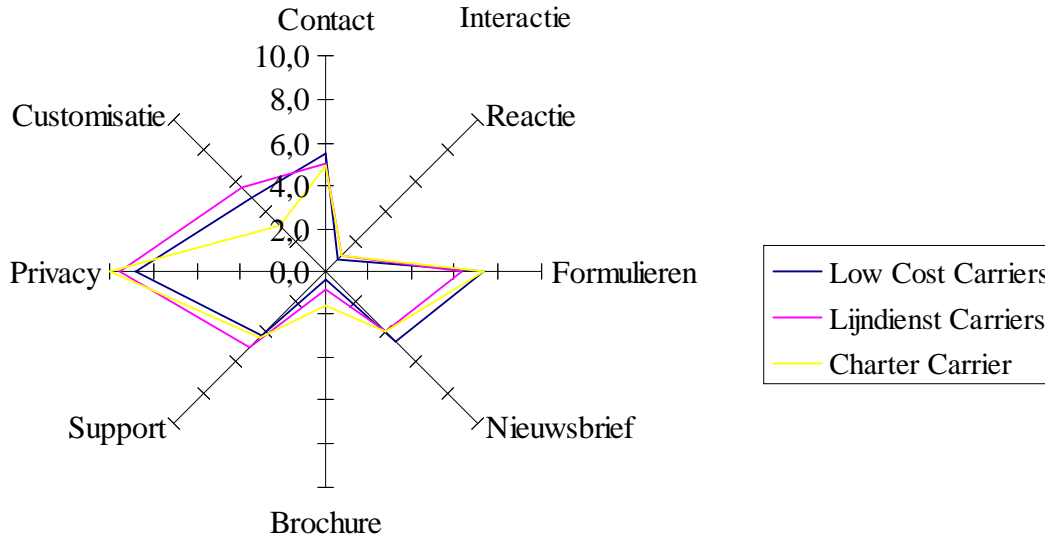 Contact
Interactie
10,0
8,0
6,0
4,0
2,0
0,0
Customisatie
Reactie
Privacy
Formulieren
Support
Nieuwsbrief
Brochure
Low Cost Carriers
Lijndienst Carriers
Charter Carrier